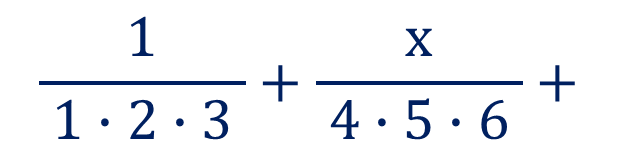 1/(1 · 2 · 3) + x/(4 · 5 · 6) +